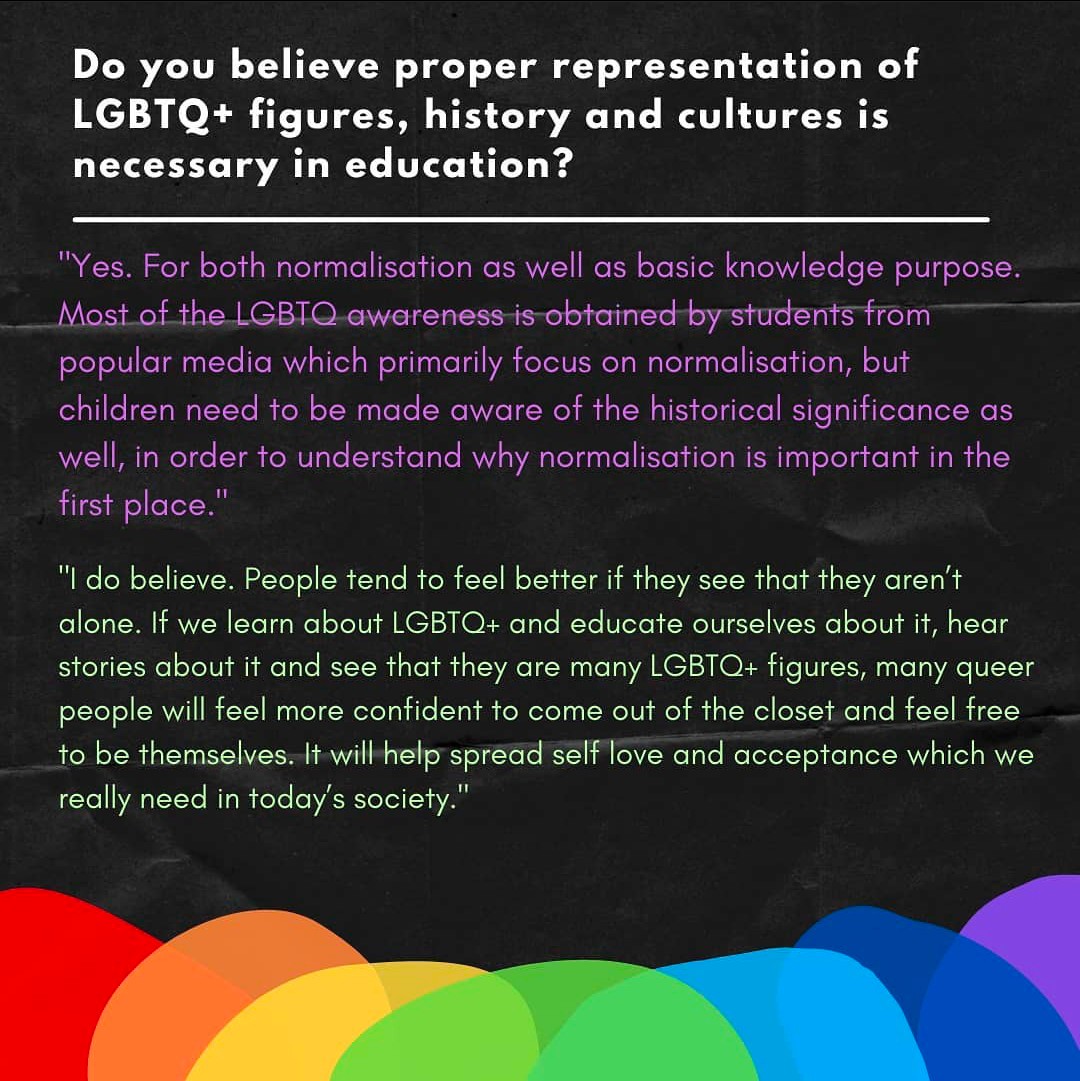 Do you believe proper representation of
LGBTQ+ figures, history and cultures is
necessary in education?
"Yes. For both normalisation as well as basic knowledge purpose.
Most of the LGBTQ awareness is obtained by students from
popular media which primarily focus on normalisation, but
children need to be made aware of the historical significance as
well, in order to understand why normalisation is important in the
first place."
"I do believe. People tend to feel better if they see that they aren't
alone. If we learn about LGBTQ+ and educate ourselves about it, hear
stories about it and see that they are many LGBTQ+ figures, many queer
people will feel more confident to come out of the closet and feel free
to be themselves. It will help spread self love and acceptance which we
really need in today's society."